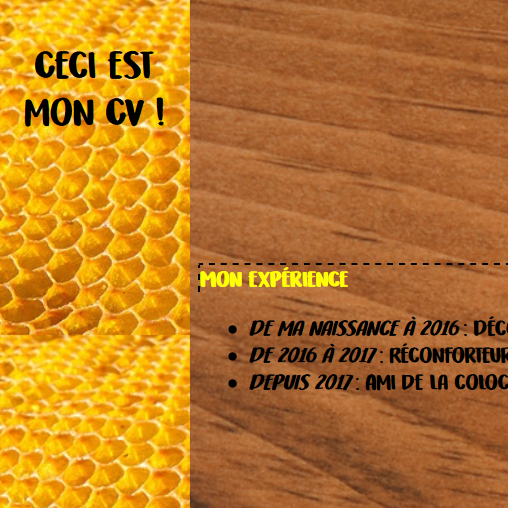 CECI EST
MON CV !
MON EXPÉRIENCE
DE MA NAISSANCE À 2016 :
DE 2016 À 2017 : RÉCONFORTEUR
DEPUIS 2017 : AMI DE LA COLOC